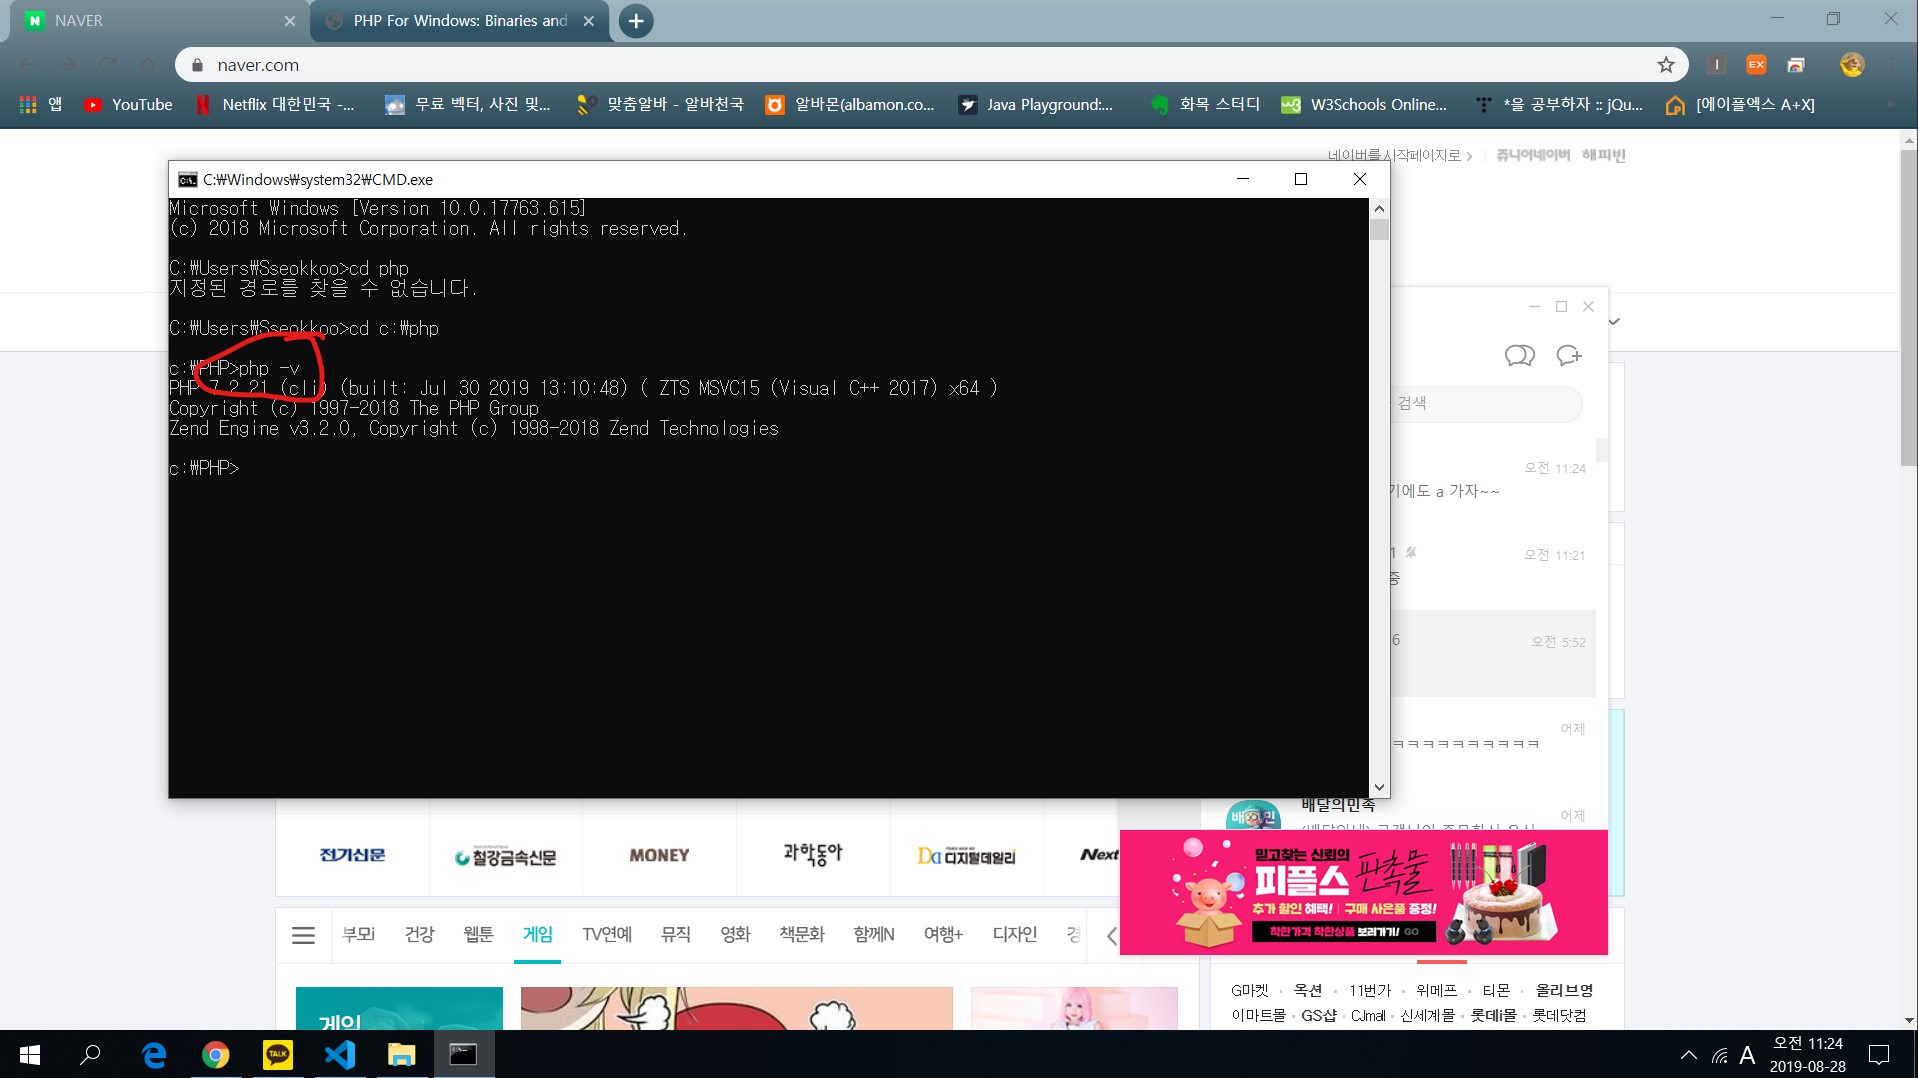 NAVER
PHP For Windows: Binaries and
naver.com
앱
YouTube
Netflix 대한민국 -...
무료 벡터, 사진 및...
맞춤알바 - 알바천국
알바몬(albamon.co...
Java Playground:...
화목 스터디
W3Schools Online...
*을 공부하자 :: jQu...
[에이플엑스 A+X]
네이버를 시작페이지로
쥬니어네이버 해피빈
C:\Windows\system32\CMD.exe
Microsoft Windows [Version 10.0.17763.615]
(c) 2018 Microsoft Corporation. All rights reserved.
C:\Users\Sseokkoo>cd php
지정된 경로를 찾을 수 없습니다.
C:\Users\Sseokkoo>cd c:\php
c:\PHP>php -v
PHP 7.2.21 (cli) (built: Jul 30 2019 13:10:48) ( ZTS MSVC15 (Visual C++ 2017) x64 )
Copyright (c) 1997-2018 The PHP Group
Zend Engine v3.2.0, Copyright (c) 1998-2018 Zend Technologies
c:\PHP>
검색
오전 11:24
기에도 a 가자~~
1
오전 11:21
중
6
오전 5:52
어제
ㅋㅋㅋㅋㅋㅋㅋㅋㅋㅋ
배달의민족
어제
배민
전기신문
철강금속신문
MONEY
과학동아
디지털데일리
Next
믿고찾는 신뢰의
피플스 판촉물
추가 할인 혜택! | 구매 사은품 증정!
착한가격 착한상품 보러가기! GO
부모i
건강
웹툰
게임
TV연예
뮤직
영화
책문화
함께N
여행+
디자인
경
게임
G마켓 · 옥션 · 11번가 · 위메프 · 티몬 · 올리브영
이마트몰 · GS샵 · CJmall · 신세계몰 · 롯데i몰 · 롯데닷컴
TALK
A
오전 11:24
2019-08-28